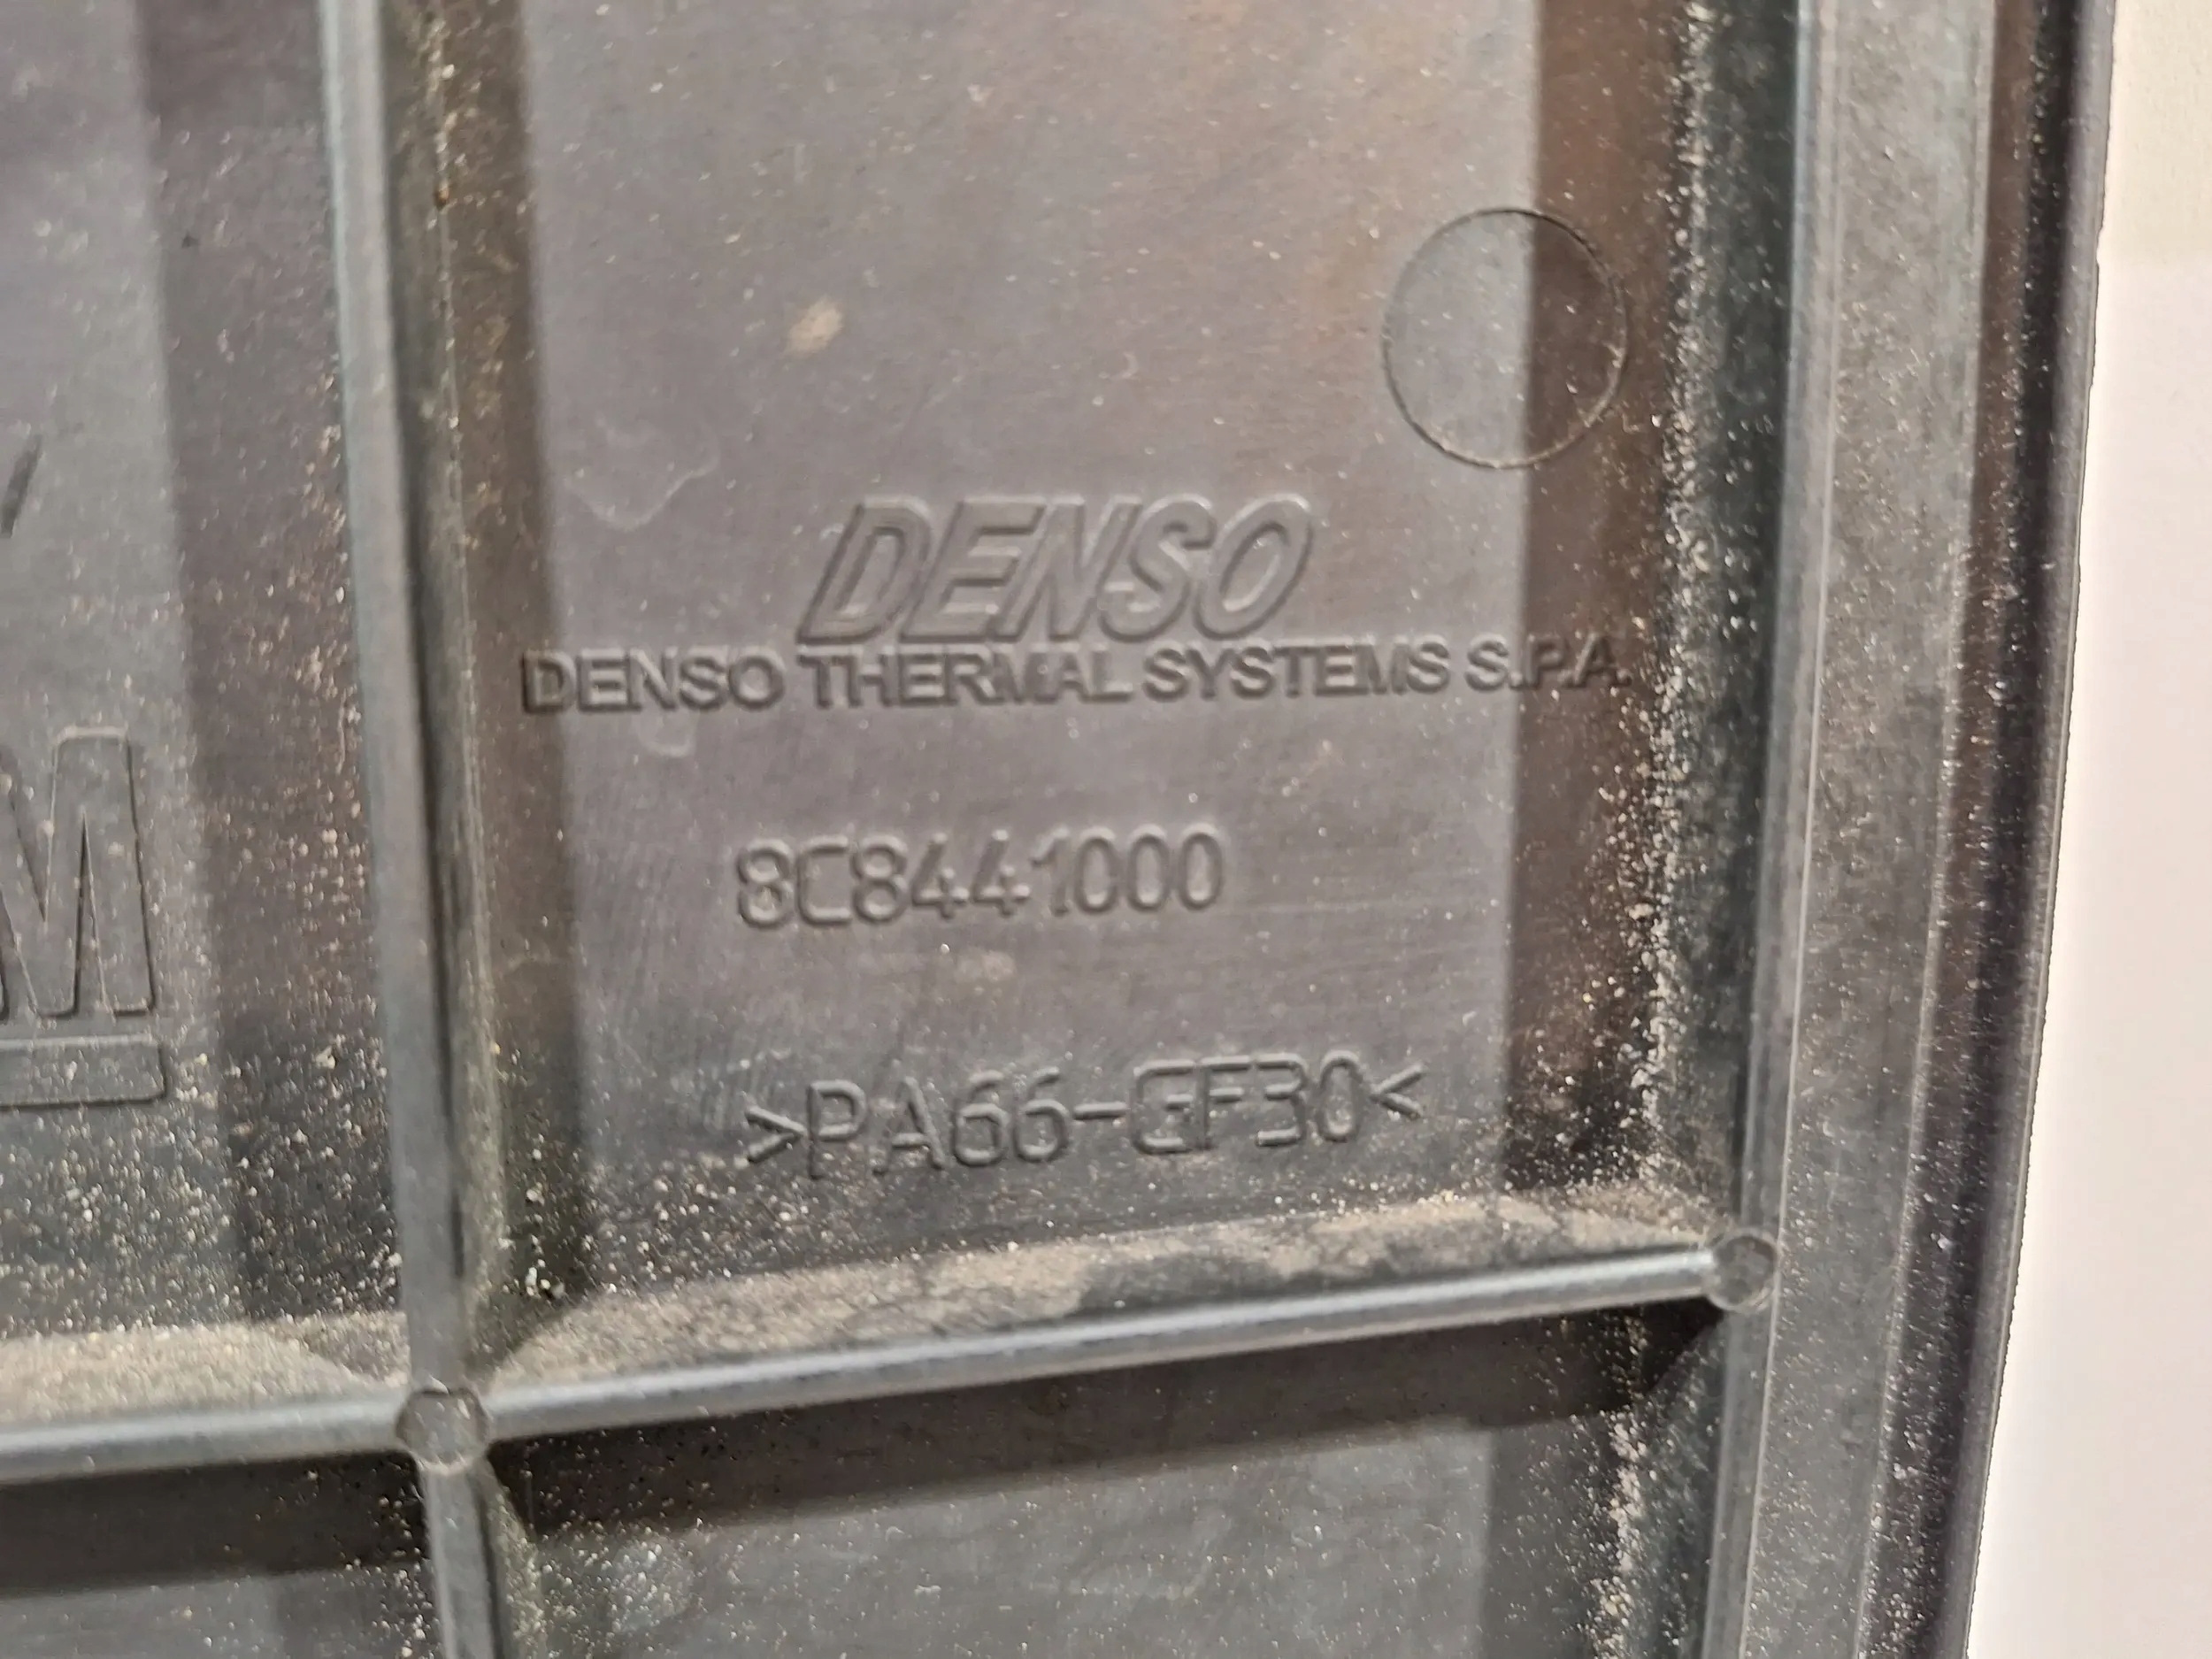 DENSO
DENSO THERMAL SYSTEMS S.P.A.
8C8441000
>PA66-GF30<